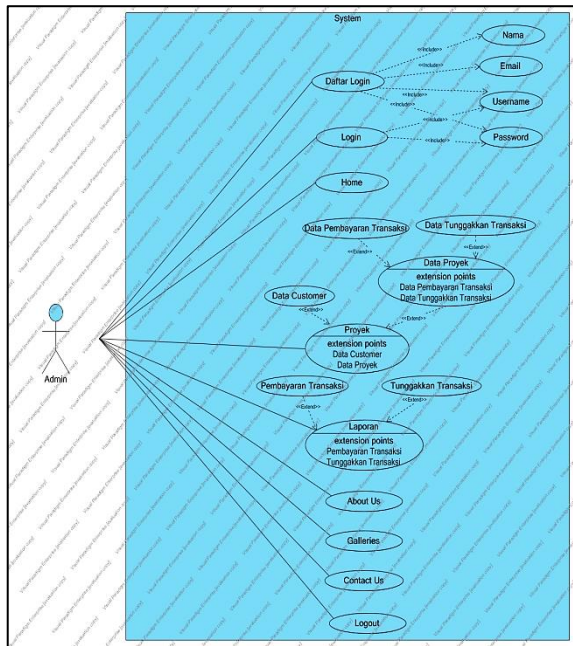 System
Nama
<<Include>>
Email
<<Include>>
Daftar Login
<<Include>>
Username
<<Include>>
<<Include>>
Login
Password
<<Include>>
Home
Data Pembayaran Transaksi
Data Tunggakkan Transaksi
<<Extend>>
<<Extend>>
Data Proyek
extension points
Data Pembayaran Transaksi
Data Tunggakkan Transaksi
Data Customer
<<Extend>>
<<Extend>>
Proyek
extension points
Data Customer
Data Proyek
Admin
Pembayaran Transaksi
Tunggakkan Transaksi
<<Extend>>
<<Extend>>
Laporan
extension points
Pembayaran Transaksi
Tunggakkan Transaksi
About Us
Galleries
Contact Us
Logout